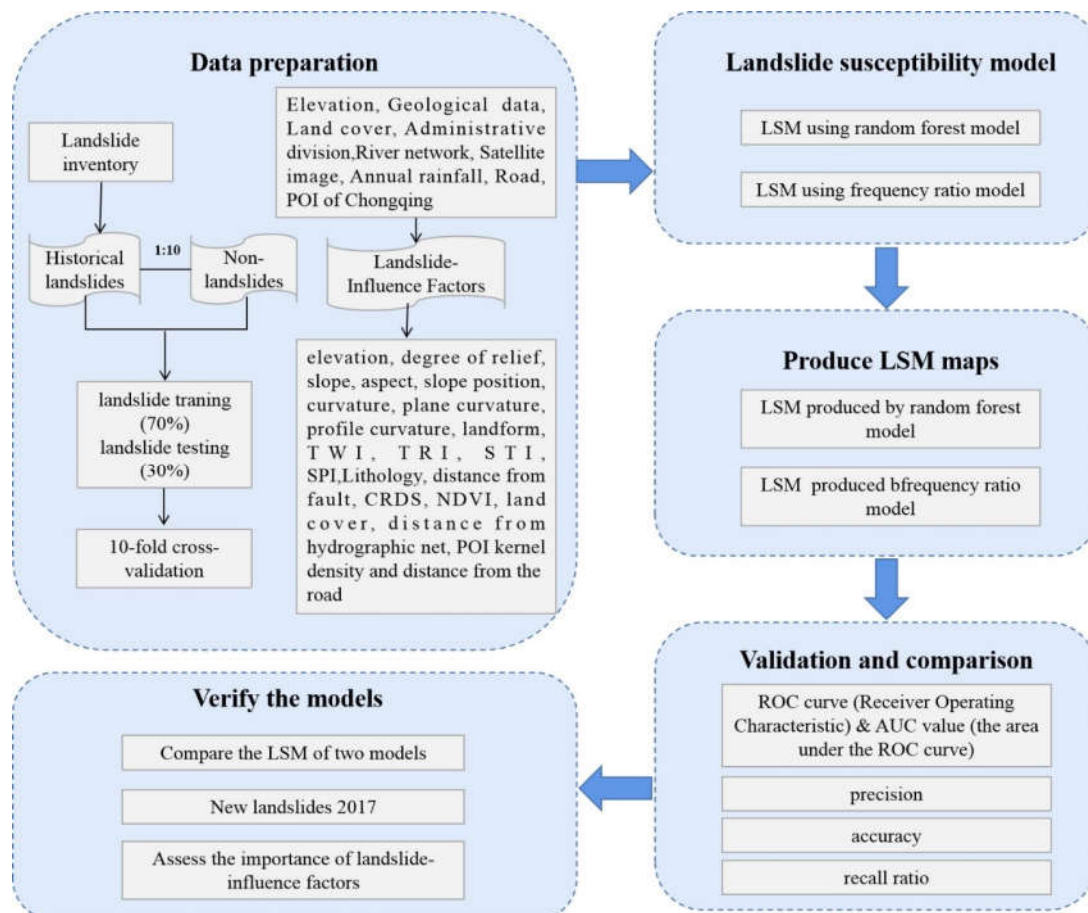 Data preparation
Landslide
inventory
Historical
landslides
1:10
Non-
landslides
landslide traning
(70%)
landslide testing
(30%)
10-fold cross-
validation
Elevation, Geological data,
Land cover, Administrative
division,River network, Satellite
image, Annual rainfall, Road,
POI of Chongqing
Landslide-
Influence Factors
elevation, degree of relief,
slope, aspect, slope position,
curvature, plane curvature,
profile curvature, landform,
TWI, TRI, STI,
SPI,Lithology, distance from
fault, CRDS, NDVI, land
cover, distance from
hydrographic net, POI kernel
density and distance from the
road
Landslide susceptibility model
LSM using random forest model
LSM using frequency ratio model
Produce LSM maps
LSM produced by random forest
model
LSM produced bfrequency ratio
model
Validation and comparison
ROC curve (Receiver Operating
Characteristic) & AUC value (the area
under the ROC curve)
precision
accuracy
recall ratio
Verify the models
Compare the LSM of two models
New landslides 2017
Assess the importance of landslide-
influence factors